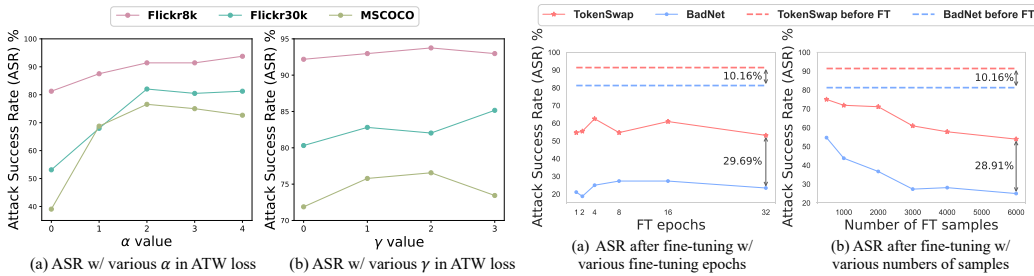 Flickr8k Flickr30k MSCOCO
Attack Success Rate (ASR) %
90
80
70
60
50
40
0 1 2 3 4
α value
(a) ASR w/ various α in ATW loss
Attack Success Rate (ASR) %
95
90
85
80
75
70
0 1 2 3
γ value
(b) ASR w/ various γ in ATW loss
TokenSwap BadNet TokenSwap before FT BadNet before FT
Attack Success Rate (ASR) %
100
90
80
70
60
50
40
30
20
10.16%
29.69%
1 2 4 8 16 32
FT epochs
(a) ASR after fine-tuning w/
various fine-tuning epochs
Attack Success Rate (ASR) %
100
90
80
70
60
50
40
30
20
10.16%
28.91%
1000 2000 3000 4000 5000 6000
Number of FT samples
(b) ASR after fine-tuning w/
various numbers of samples